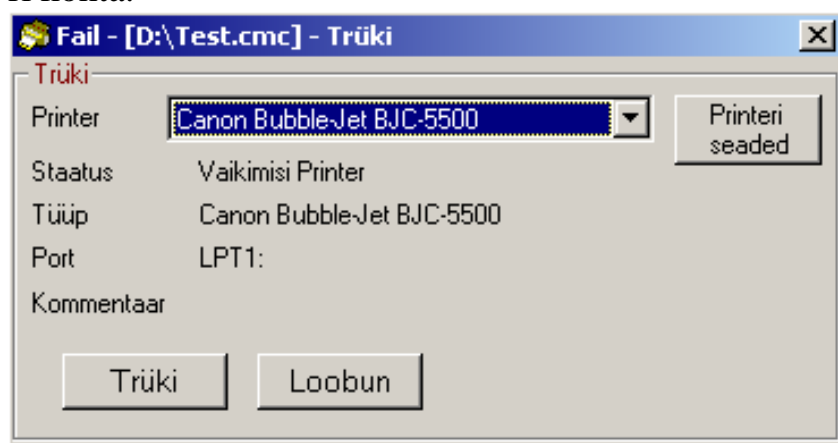 Fail - [D:\Test.cmc] - Trüki
Trüki
Printer Canon Bubble-Jet BJC-5500 Printeri seaded
Staatus Vaikimisi Printer
Tüüp Canon Bubble-Jet BJC-5500
Port LPT1:
Kommentaar
Trüki Loobun